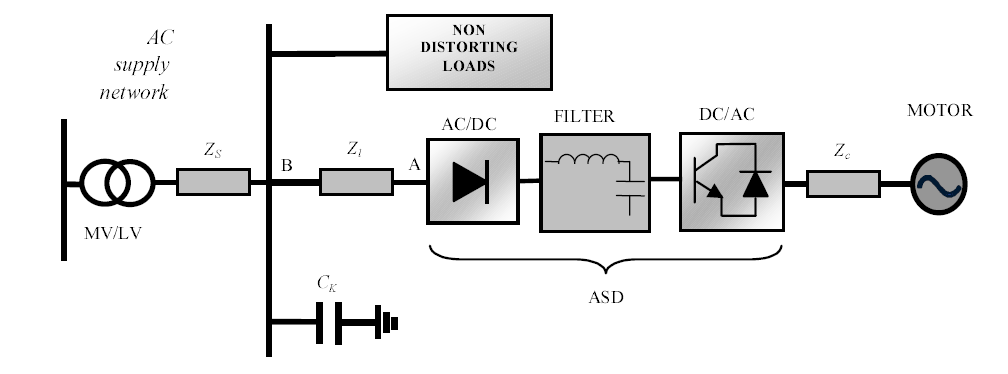 AC
supply
network
NON
DISTORTING
LOADS
AC/DC
FILTER
DC/AC
MOTOR
Z_S
B
Z_l
A
Z_c
MV/LV
C_K
ASD